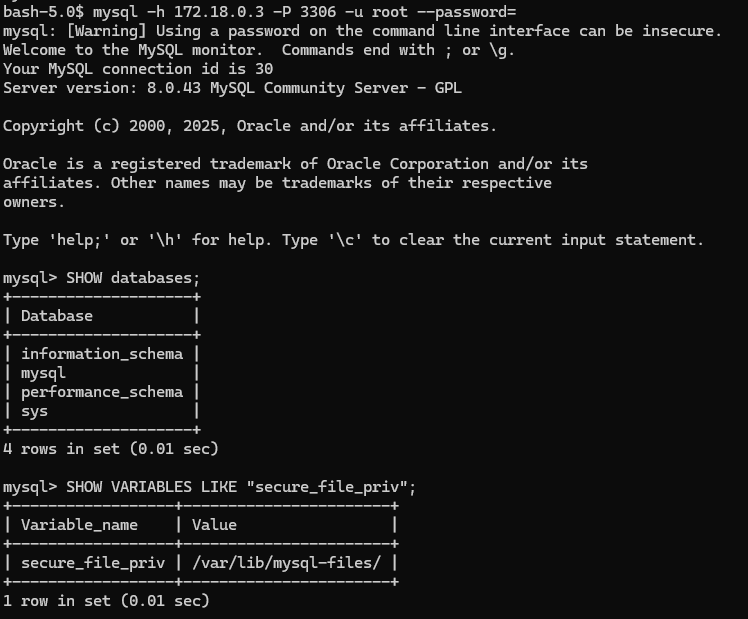 bash-5.0$ mysql -h 172.18.0.3 -P 3306 -u root --password=
mysql: [Warning] Using a password on the command line interface can be insecure.
Welcome to the MySQL monitor.  Commands end with ; or \g.
Your MySQL connection id is 30
Server version: 8.0.43 MySQL Community Server - GPL

Copyright (c) 2000, 2025, Oracle and/or its affiliates.

Oracle is a registered trademark of Oracle Corporation and/or its
affiliates. Other names may be trademarks of their respective
owners.

Type 'help;' or '\h' for help. Type '\c' to clear the current input statement.

mysql> SHOW databases;
+--------------------+
| Database           |
+--------------------+
| information_schema |
| mysql              |
| performance_schema |
| sys                |
+--------------------+
4 rows in set (0.01 sec)

mysql> SHOW VARIABLES LIKE "secure_file_priv";
+------------------+-----------------------+
| Variable_name    | Value                 |
+------------------+-----------------------+
| secure_file_priv | /var/lib/mysql-files/ |
+------------------+-----------------------+
1 row in set (0.01 sec)